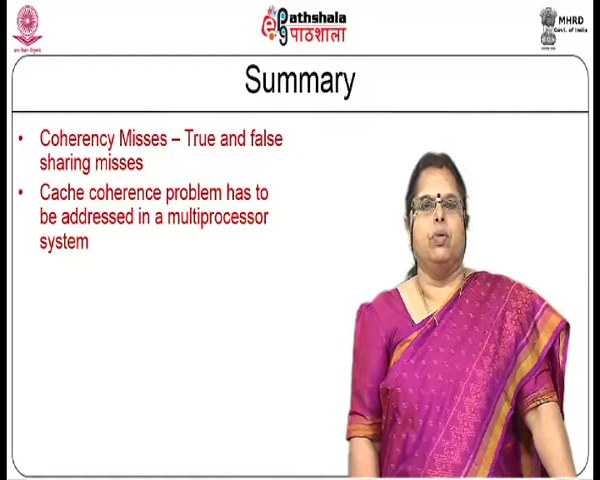 epathshala
पाठशाला
MHRD
Govt. of India
Summary
• Coherency Misses – True and false
sharing misses
• Cache coherence problem has to
be addressed in a multiprocessor
system